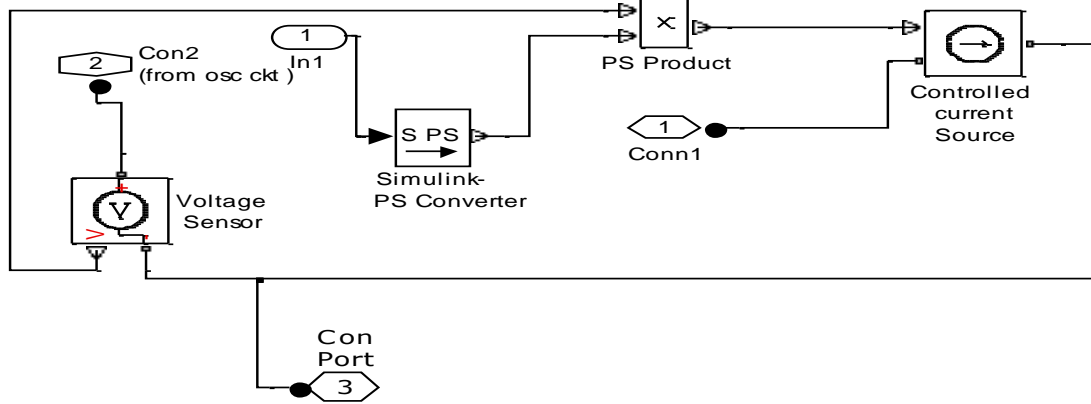 1
In1
2
Con2
(from osc ckt )
x
PS Product
Controlled
current
Source
S PS
Simulink-
PS Converter
1
Conn1
+
V
V
-
Voltage
Sensor
Con
Port
3